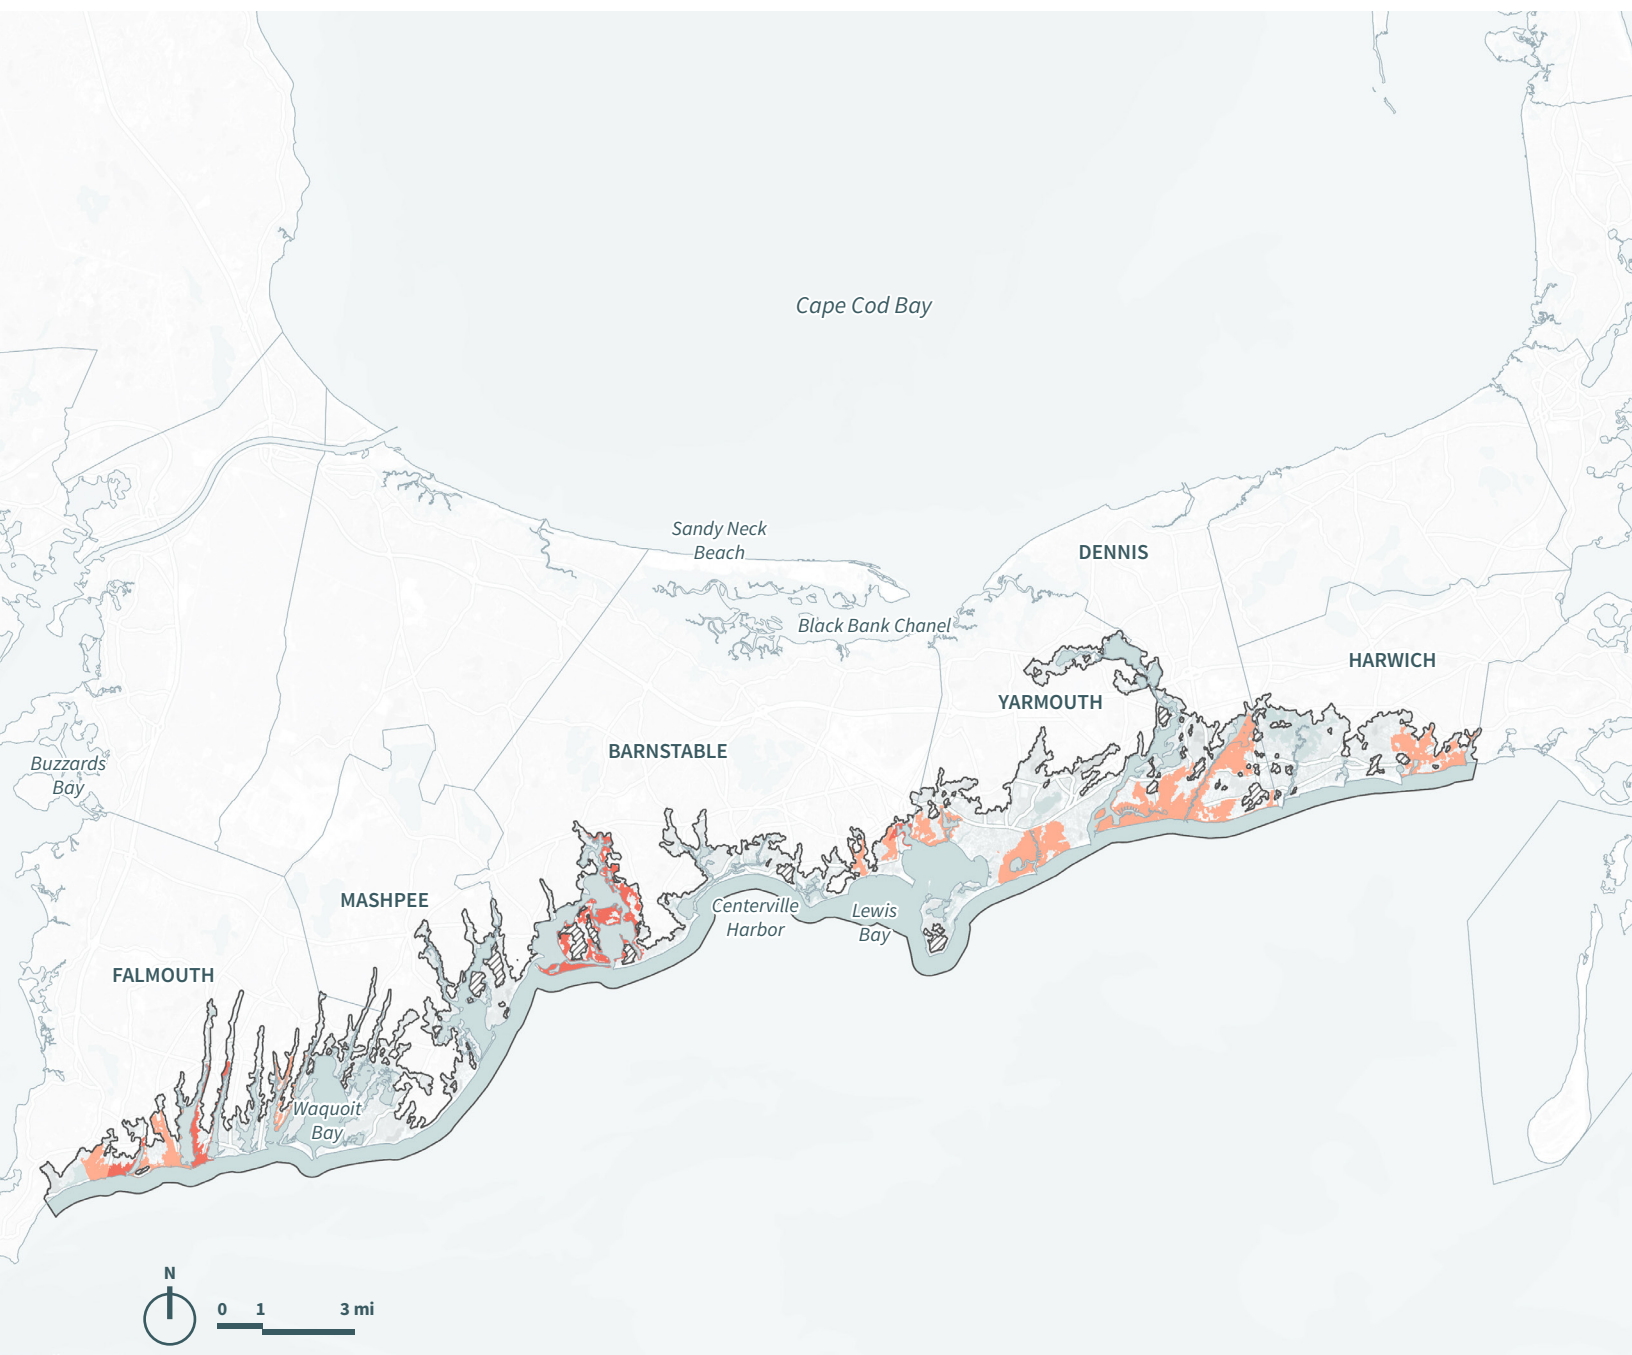 Cape Cod Bay
Sandy Neck
Beach
DENNIS
Black Bank Chanel
HARWICH
YARMOUTH
BARNSTABLE
Buzzards
Bay
MASHPEE
Centerville
Harbor
Lewis
Bay
FALMOUTH
Waquoit
Bay
N
0 1 3 mi